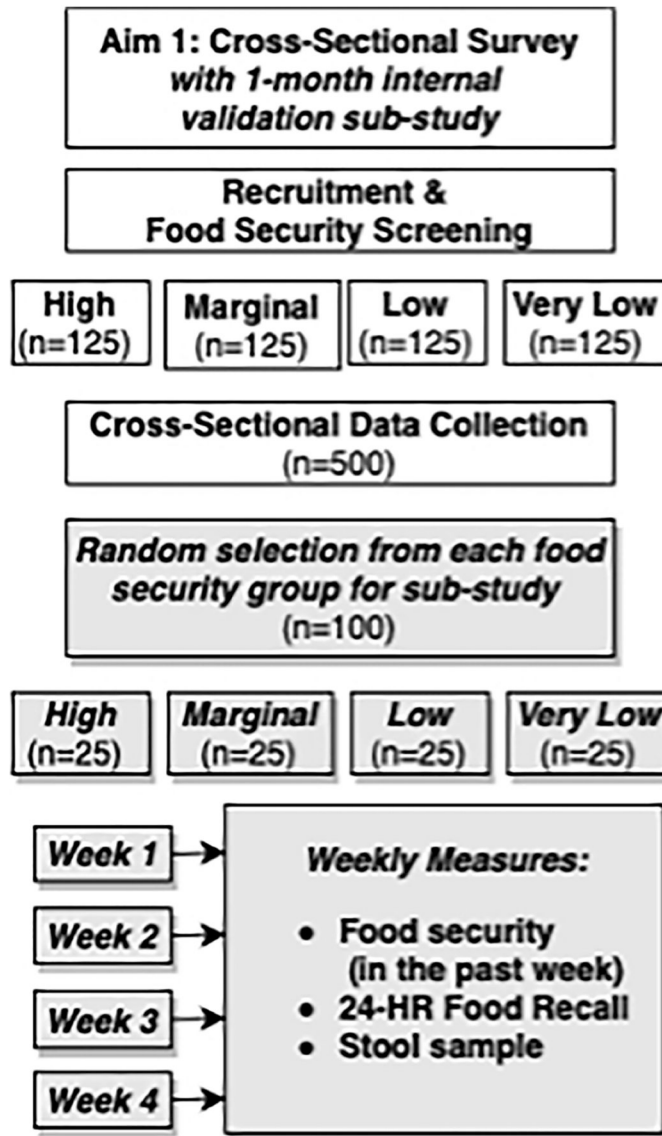 Aim 1: Cross-Sectional Survey
with 1-month internal
validation sub-study
Recruitment &
Food Security Screening
High
(n=125)
Marginal
(n=125)
Low
(n=125)
Very Low
(n=125)
Cross-Sectional Data Collection
(n=500)
Random selection from each food
security group for sub-study
(n=100)
High
(n=25)
Marginal
(n=25)
Low
(n=25)
Very Low
(n=25)
Week 1
Week 2
Week 3
Week 4
Weekly Measures:
• Food security
(in the past week)
• 24-HR Food Recall
• Stool sample